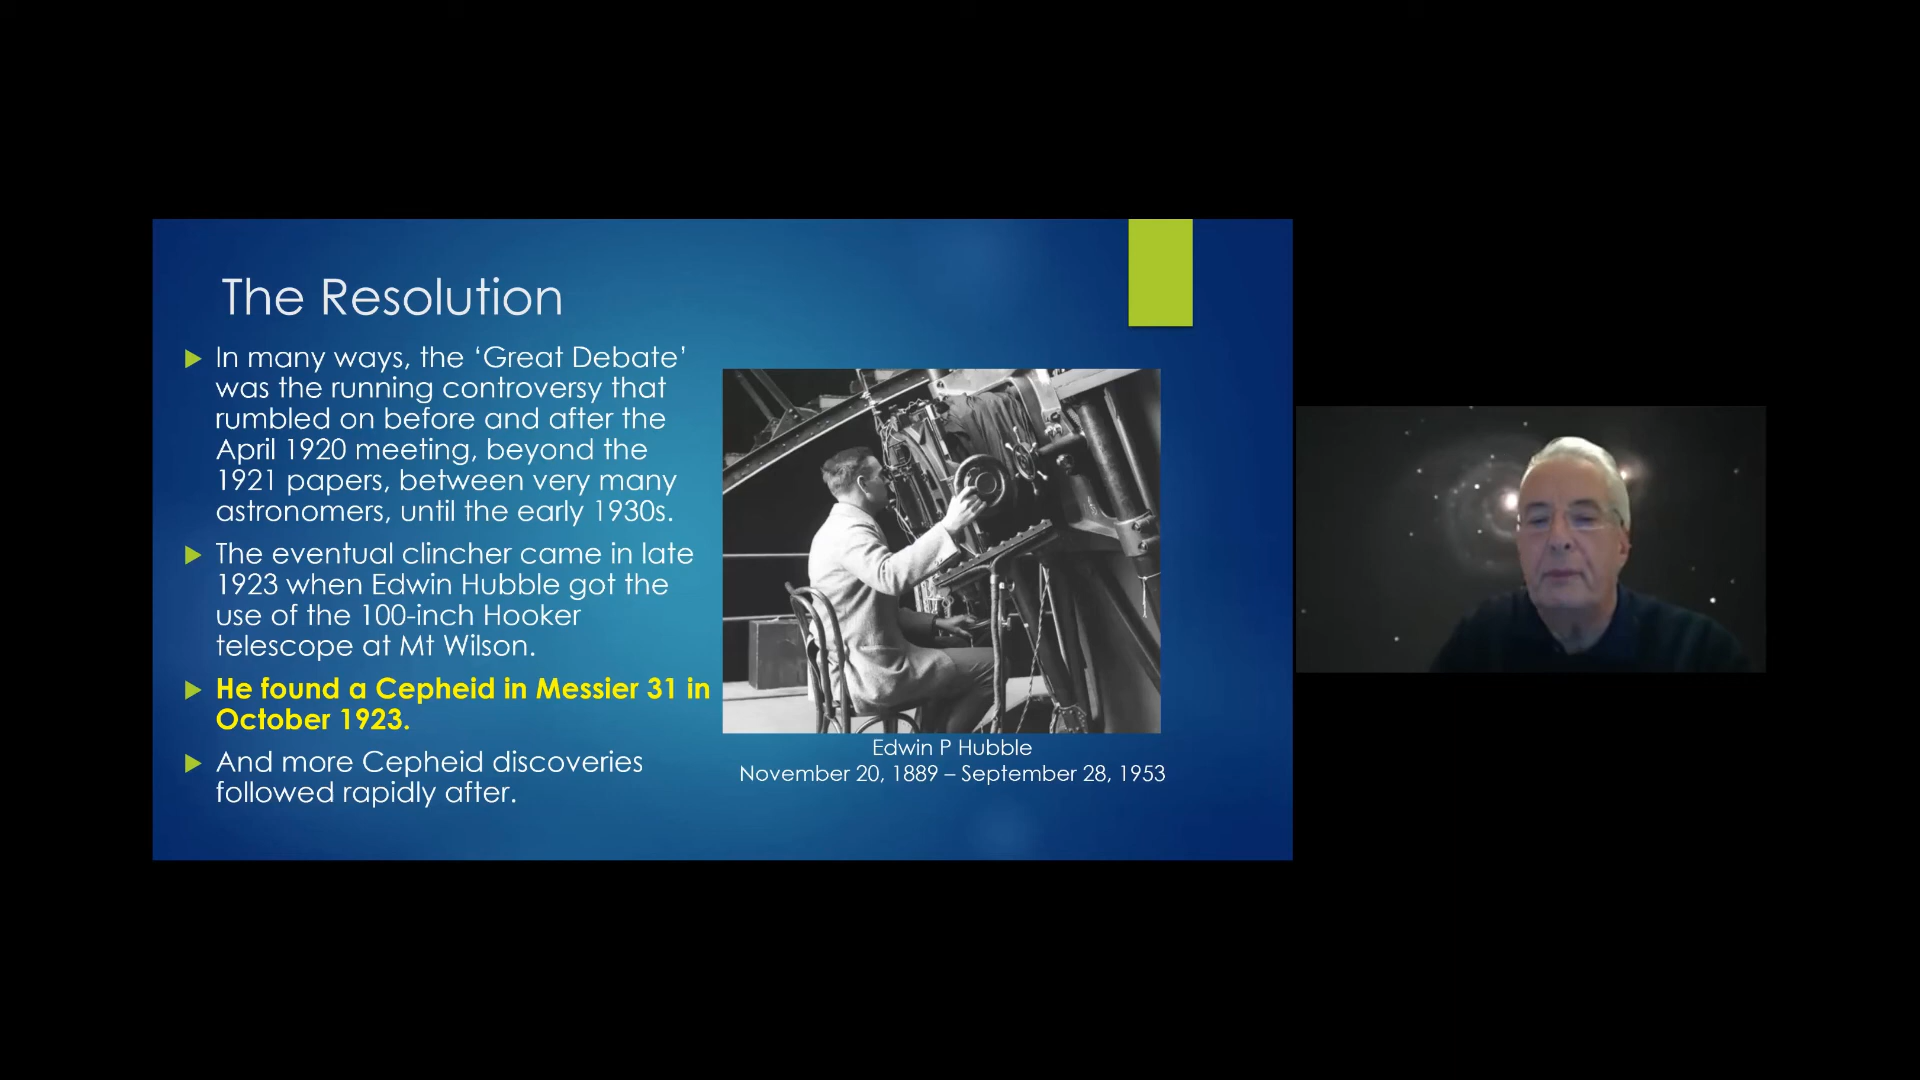 The Resolution
In many ways, the ‘Great Debate’
was the running controversy that
rumbled on before and after the
April 1920 meeting, beyond the
1921 papers, between very many
astronomers, until the early 1930s.
The eventual clincher came in late
1923 when Edwin Hubble got the
use of the 100-inch Hooker
telescope at Mt Wilson.
He found a Cepheid in Messier 31 in
October 1923.
And more Cepheid discoveries
followed rapidly after.
Edwin P Hubble
November 20, 1889 – September 28, 1953